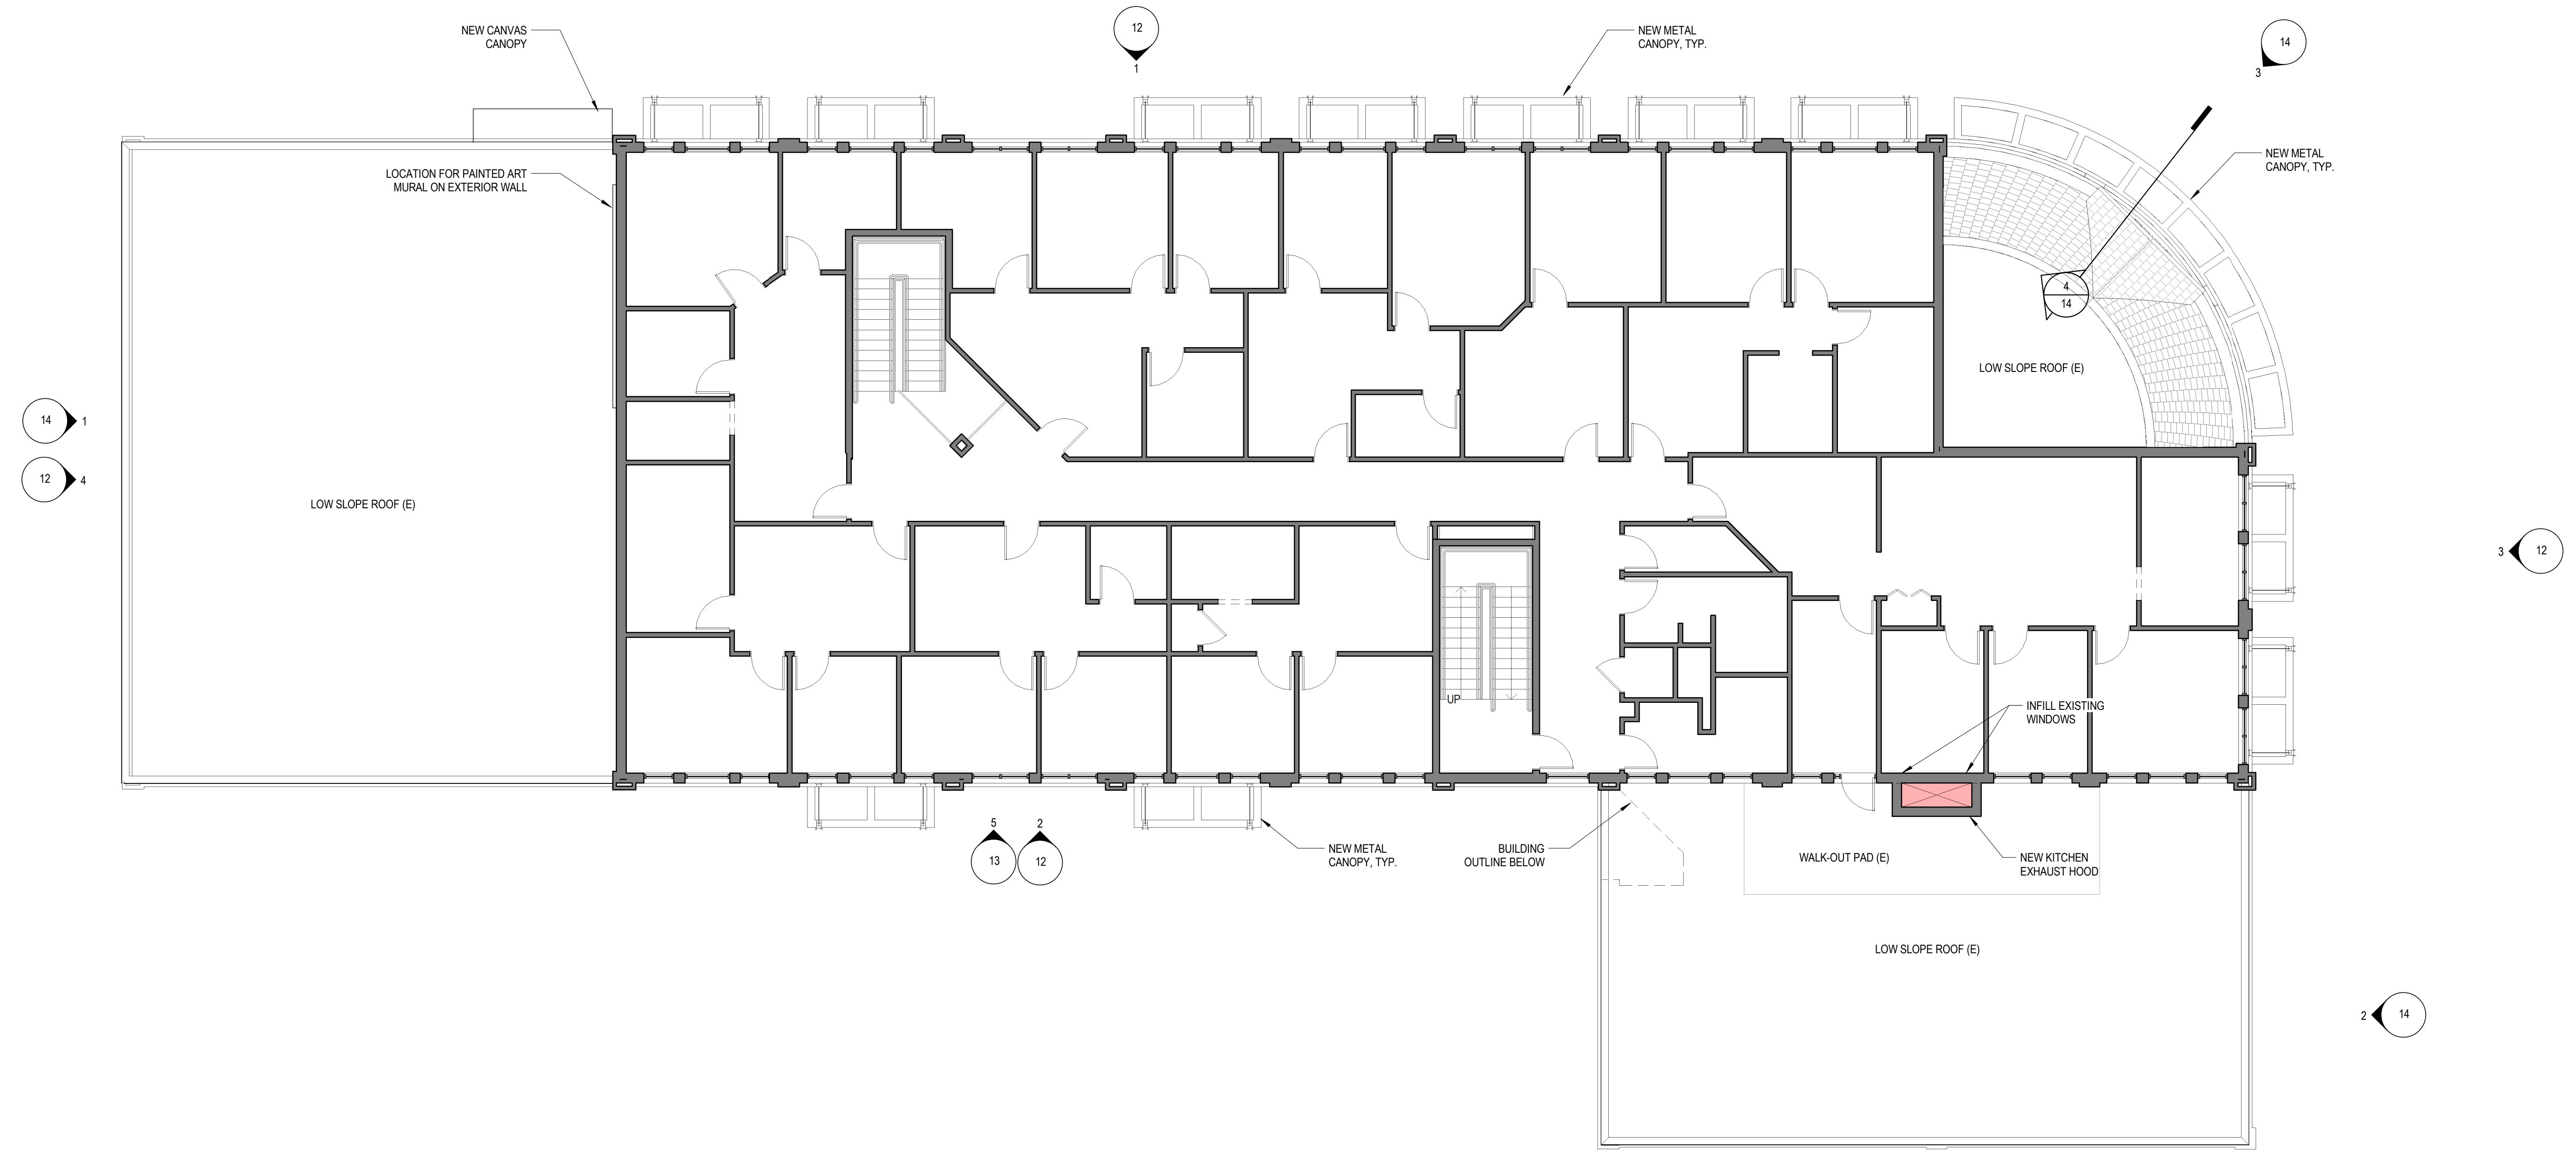 NEW CANVAS
CANOPY
12
1
NEW METAL
CANOPY, TYP.
14
3
NEW METAL
CANOPY, TYP.
LOCATION FOR PAINTED ART
MURAL ON EXTERIOR WALL
4
14
LOW SLOPE ROOF (E)
14
1
12
4
LOW SLOPE ROOF (E)
3
12
UP
INFILL EXISTING
WINDOWS
5
13
2
12
NEW METAL
CANOPY, TYP.
BUILDING
OUTLINE BELOW
WALK-OUT PAD (E)
NEW KITCHEN
EXHAUST HOOD
LOW SLOPE ROOF (E)
2
14